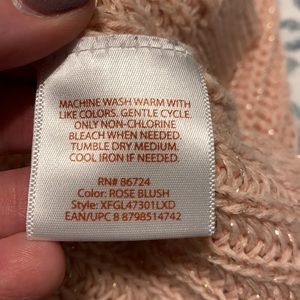 MACHINE WASH WARM WITH
LIKE COLORS. GENTLE CYCLE.
ONLY NON-CHLORINE
BLEACH WHEN NEEDED.
TUMBLE DRY MEDIUM.
COOL IRON IF NEEDED.
RN# 86724
Color: ROSE BLUSH
Style: XFGL47301LXD
EAN/UPC 8 8798514742